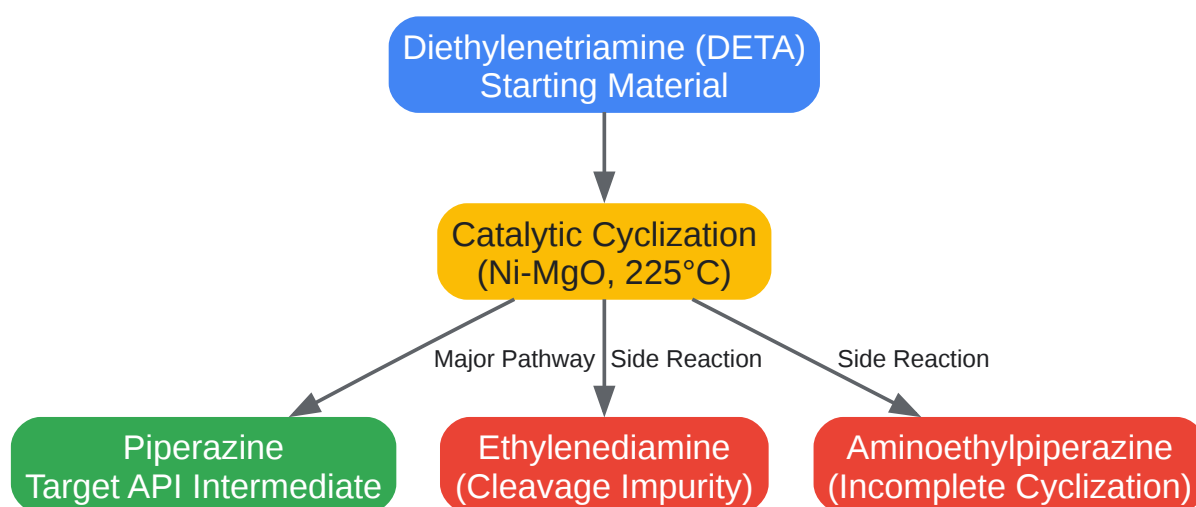 Diethylenetriamine (DETA)
Starting Material
Catalytic Cyclization
(Ni-MgO, 225°C)
Major Pathway
Side Reaction
Side Reaction
Piperazine
Target API Intermediate
Ethylenediamine
(Cleavage Impurity)
Aminoethylpiperazine
(Incomplete Cyclization)